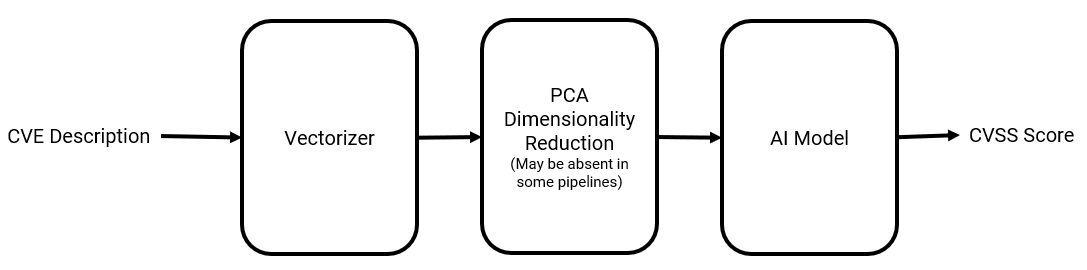 CVE Description
Vectorizer
PCA
Dimensionality
Reduction
(May be absent in
some pipelines)
AI Model
CVSS Score